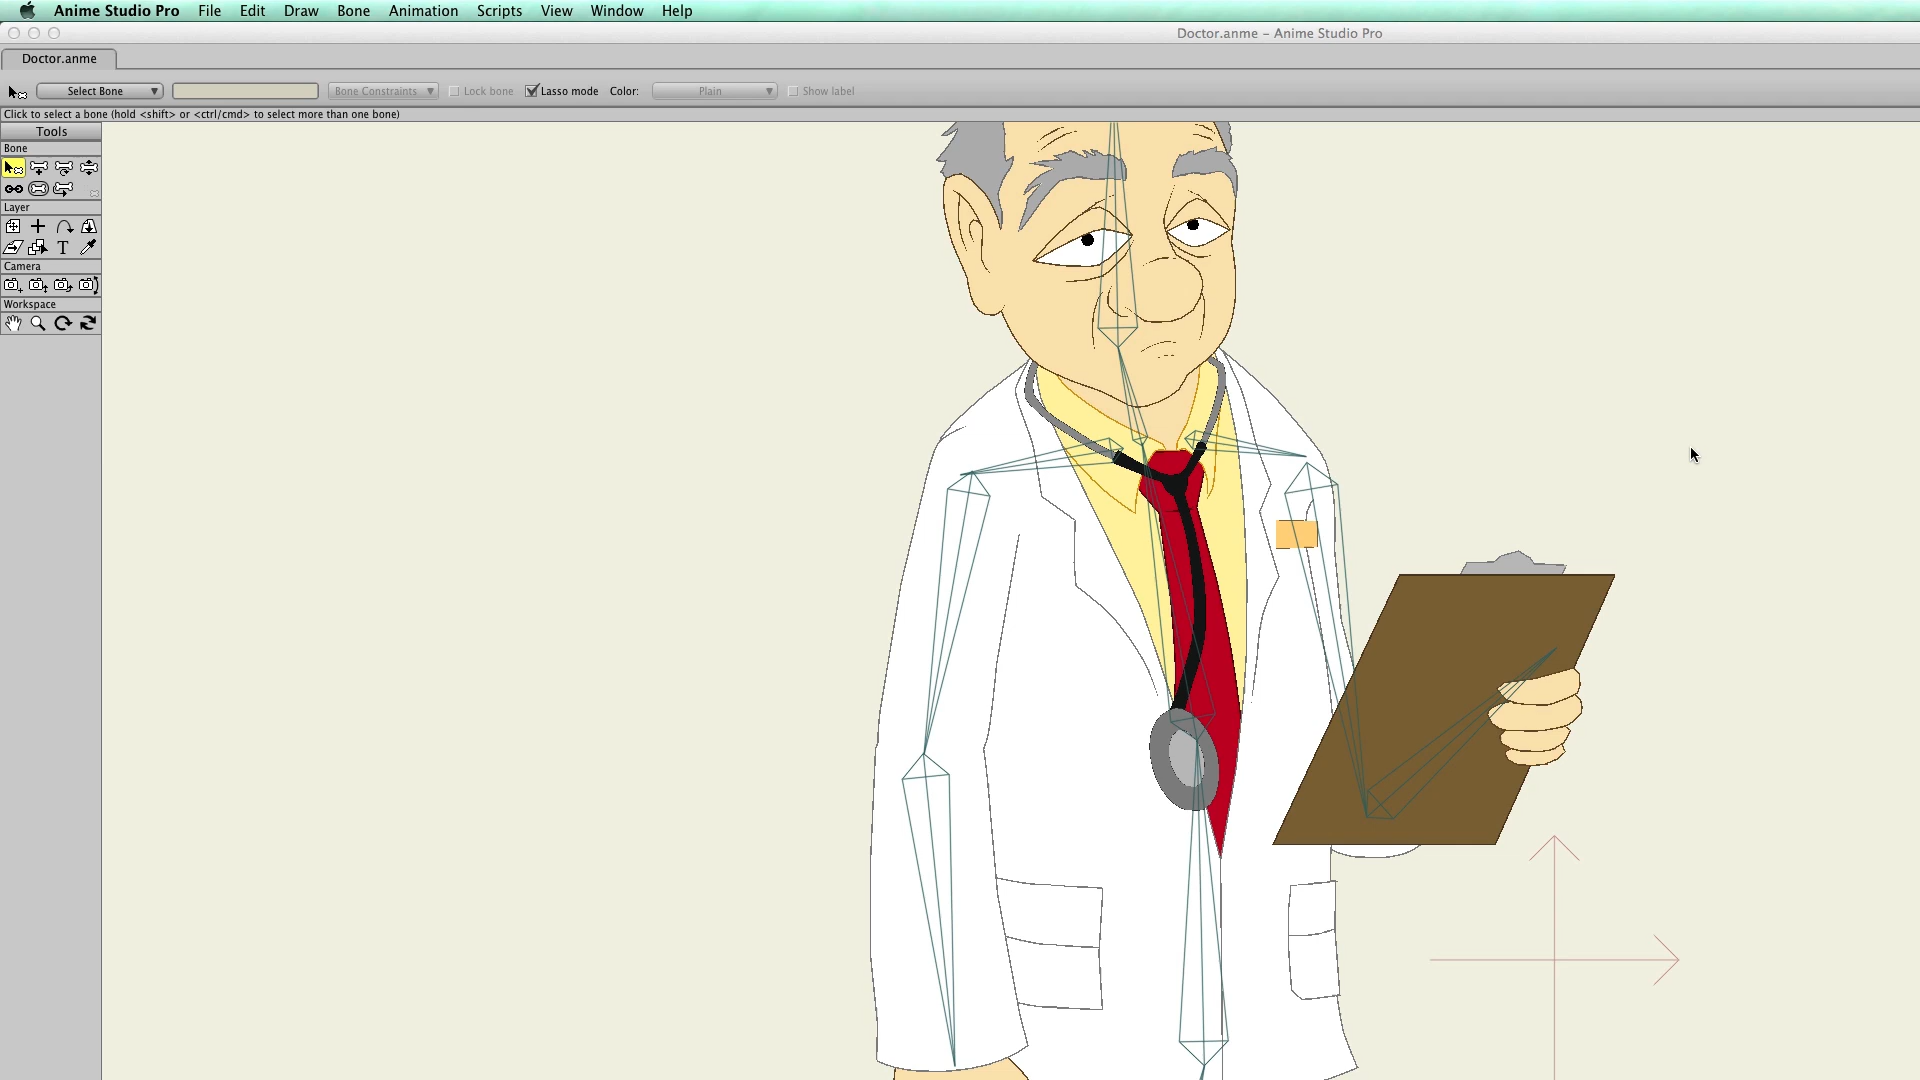 Anime Studio Pro File Edit Draw Bone Animation Scripts View Window Help
Doctor.anme - Anime Studio Pro
Doctor.anme
Select Bone Bone Constraints Lock bone Lasso mode Color: Plain Show label
Click to select a bone (hold <shift> or <ctrl/cmd> to select more than one bone)
Tools
Bone
Layer
T
Camera
Workspace